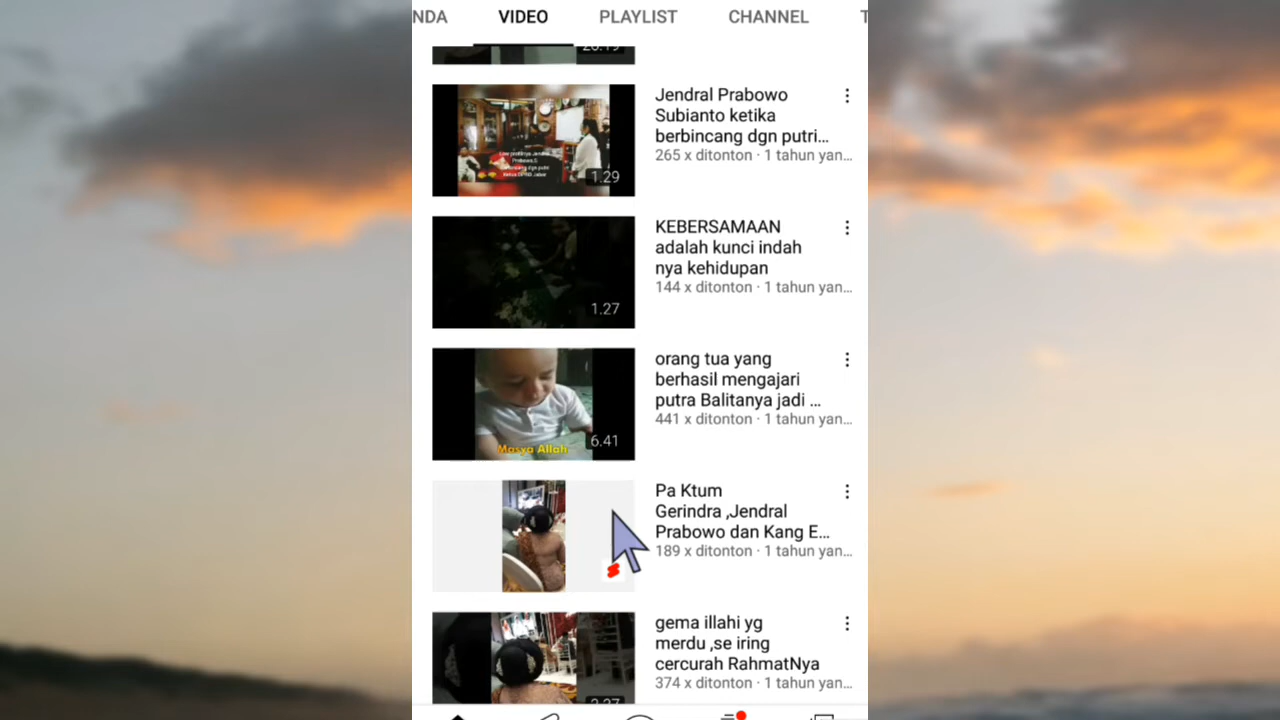 NDA VIDEO PLAYLIST CHANNEL T
Jendral Prabowo
Subianto ketika
berbincang dgn putri...
265 x ditonton · 1 tahun yan...
1.29
KEBERSAMAAN
adalah kunci indah
nya kehidupan
144 x ditonton · 1 tahun yan...
1.27
orang tua yang
berhasil mengajari
putra Balitanya jadi ...
441 x ditonton · 1 tahun yan...
6.41
Masya Allah
Pa Ktum
Gerindra ,Jendral
Prabowo dan Kang E...
189 x ditonton · 1 tahun yan...
gema illahi yg
merdu ,se iring
cercurah RahmatNya
374 x ditonton · 1 tahun yan...